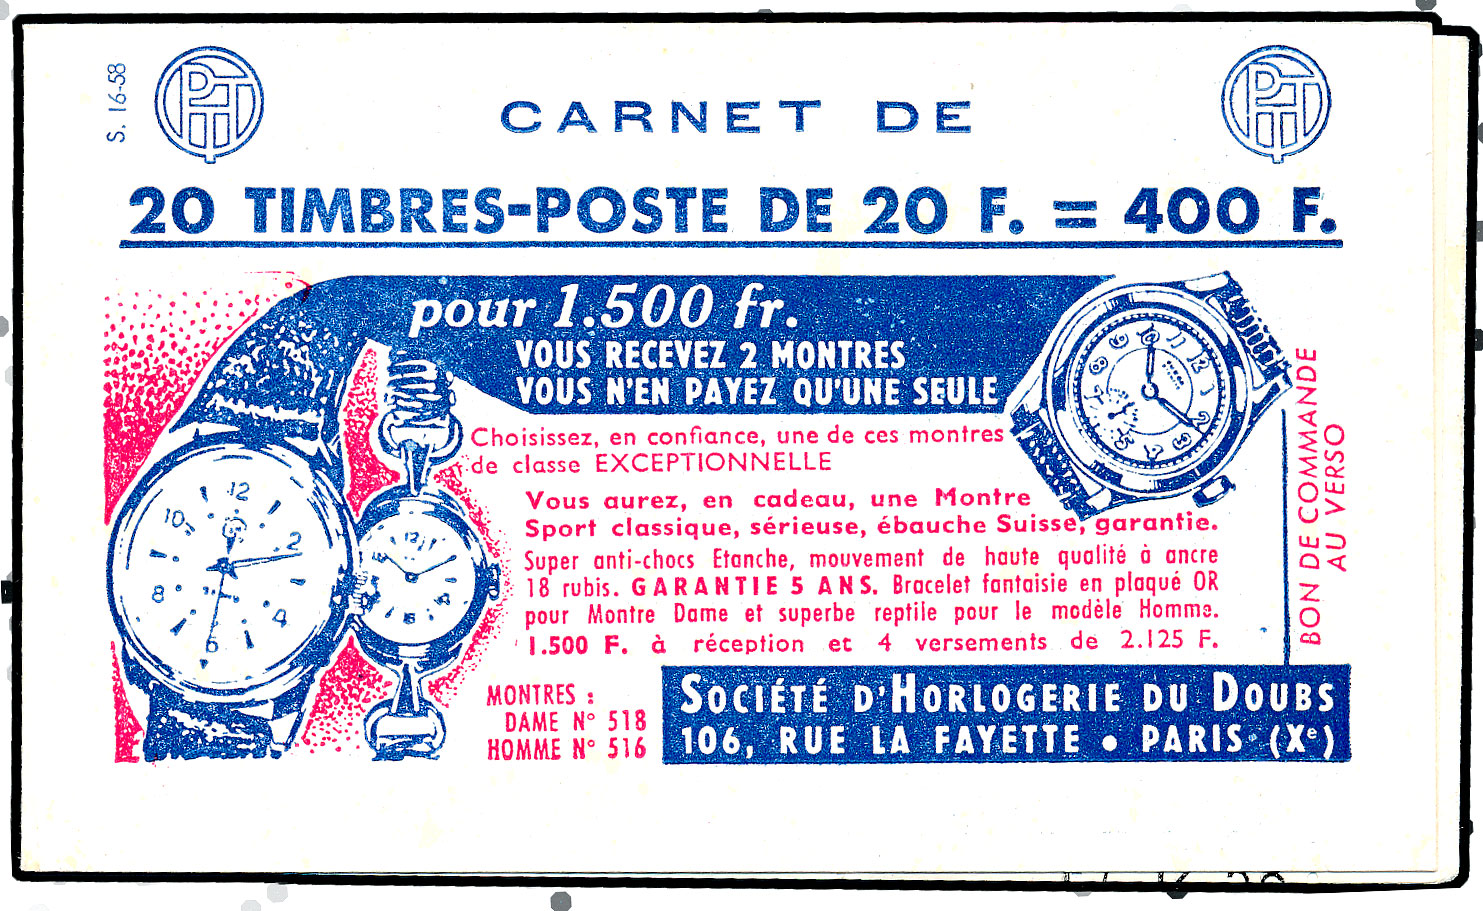 S. 16-58
PTT
CARNET DE
PTT
20 TIMBRES-POSTE DE 20 F. = 400 F.
pour 1.500 fr.
VOUS RECEVEZ 2 MONTRES
VOUS N'EN PAYEZ QU'UNE SEULE
Choisissez, en confiance, une de ces montres
de classe EXCEPTIONNELLE
Vous aurez, en cadeau, une Montre
Sport classique, sérieuse, ébauche Suisse, garantie.
Super anti-chocs Etanche, mouvement de haute qualité à ancre
18 rubis. GARANTIE 5 ANS. Bracelet fantaisie en plaqué OR
pour Montre Dame et superbe reptile pour le modèle Homme.
1.500 F. à réception et 4 versements de 2.125 F.
BON DE COMMANDE
AU VERSO
MONTRES :
DAME N° 518
HOMME N° 516
SOCIÉTÉ D'HORLOGERIE DU DOUBS
106, RUE LA FAYETTE • PARIS (Xe)